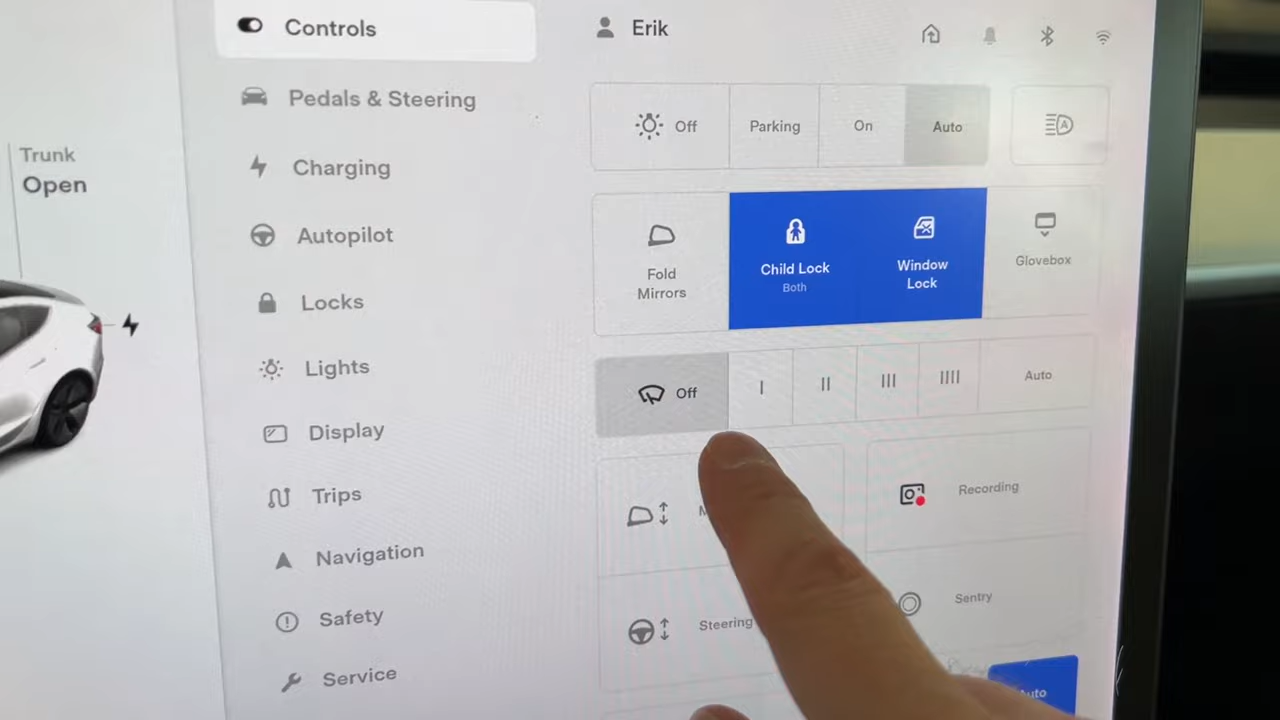 Trunk
Open
Controls
Pedals & Steering
Charging
Autopilot
Locks
Lights
Display
Trips
Navigation
Safety
Service
Erik
Off
Parking
On
Auto
A
Fold
Mirrors
Child Lock
Both
Window
Lock
Glovebox
Off
I
II
III
IIII
Auto
Recording
Steering
Sentry
Auto